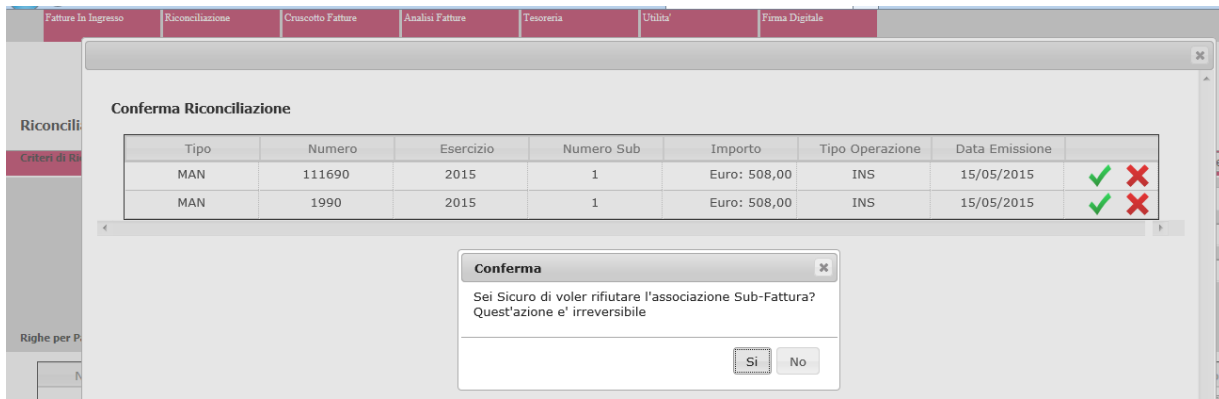 Fatture In Ingresso Riconciliazione Cruscotto Fatture Analisi Fatture Tesoreria Utilita' Firma Digitale
Conferma Riconciliazione
Riconcili
Tipo Numero Esercizio Numero Sub Importo Tipo Operazione Data Emissione
Criteri di Ri
MAN 111690 2015 1 Euro: 508,00 INS 15/05/2015
MAN 1990 2015 1 Euro: 508,00 INS 15/05/2015
Conferma
Sei Sicuro di voler rifiutare l'associazione Sub-Fattura?
Quest'azione e' irreversibile
Righe per P
Si No
N